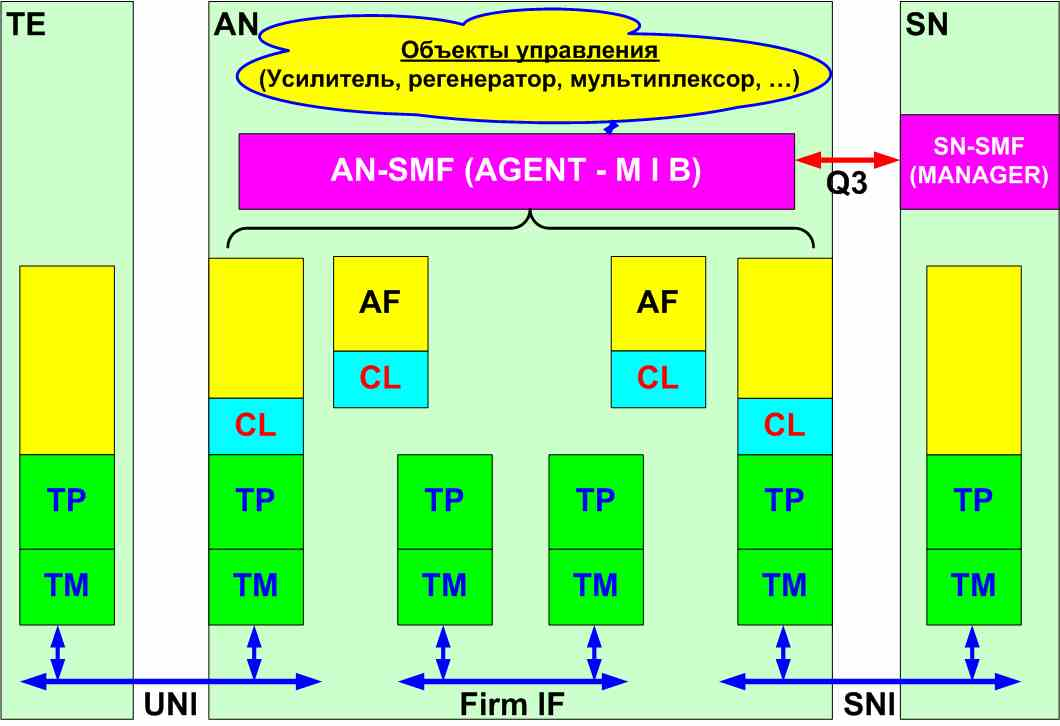 TE
AN
SN
Объекты управления
(Усилитель, регенератор, мультиплексор, …)
AN-SMF (AGENT - M I B)
Q3
SN-SMF
(MANAGER)
AF
AF
CL
CL
CL
CL
TP
TP
TP
TP
TP
TP
TM
TM
TM
TM
TM
TM
UNI
Firm IF
SNI